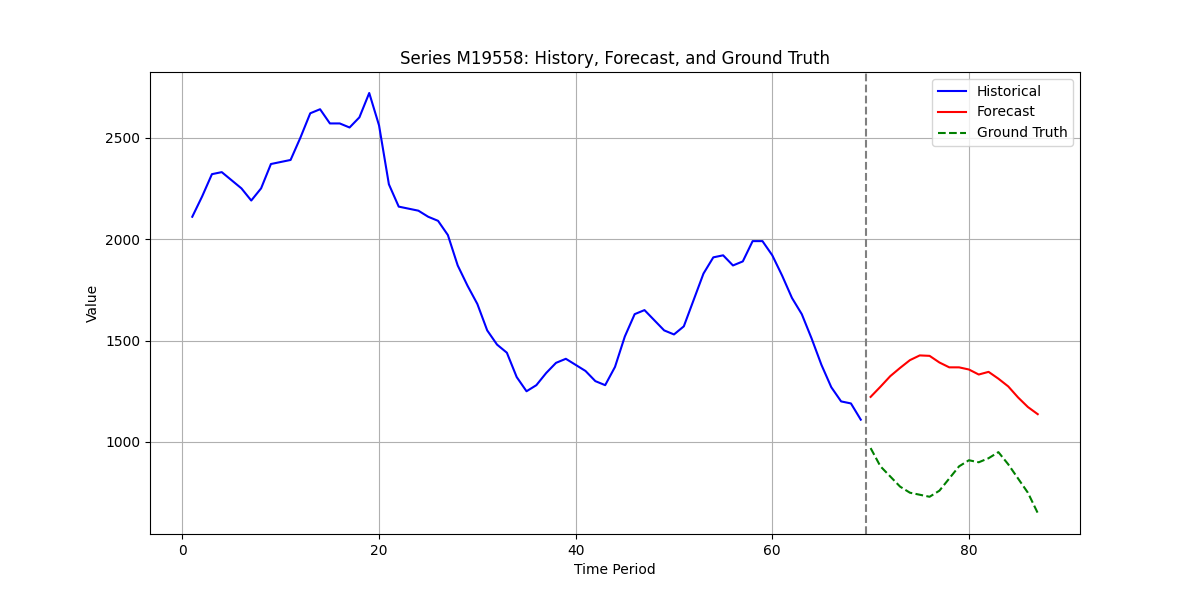 Series M19558: History, Forecast, and Ground Truth
Historical
Forecast
Ground Truth
2500
2000
1500
1000
Value
0
20
40
60
80
Time Period